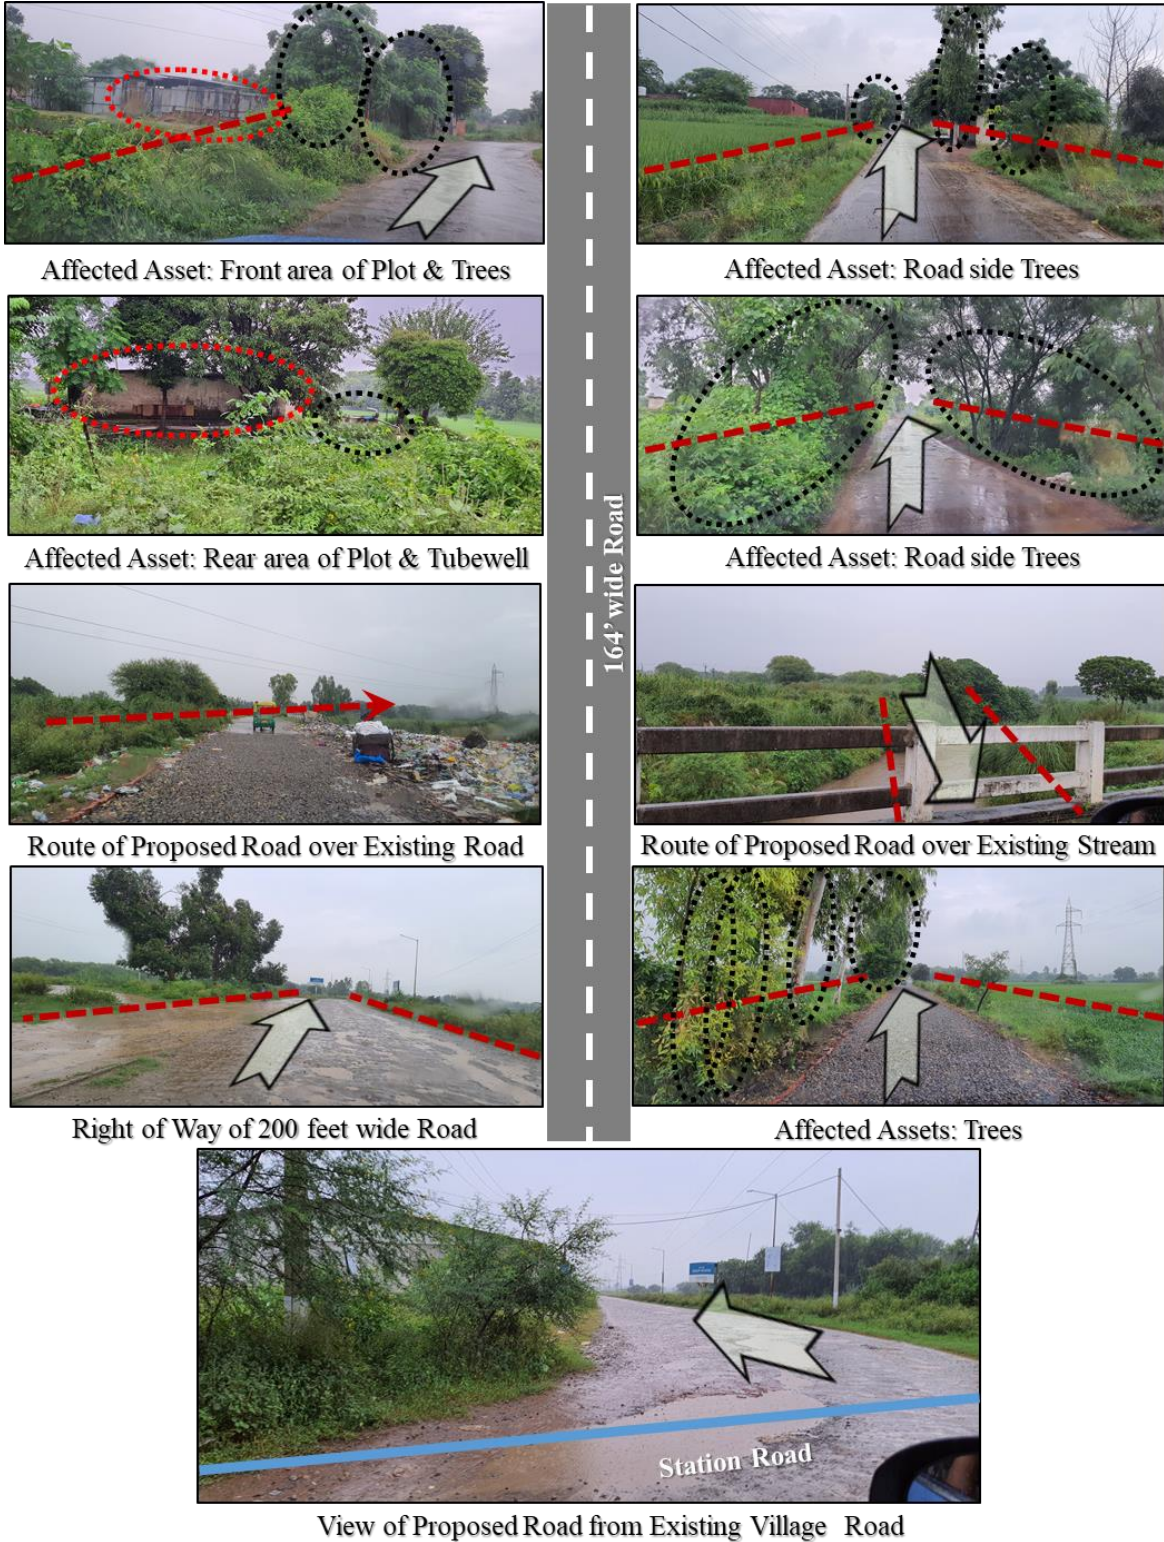 Affected Asset: Front area of Plot & Trees
Affected Asset: Road side Trees
Affected Asset: Rear area of Plot & Tubewell
Affected Asset: Road side Trees
164' wide Road
Route of Proposed Road over Existing Road
Route of Proposed Road over Existing Stream
Right of Way of 200 feet wide Road
Affected Assets: Trees
Station Road
View of Proposed Road from Existing Village Road